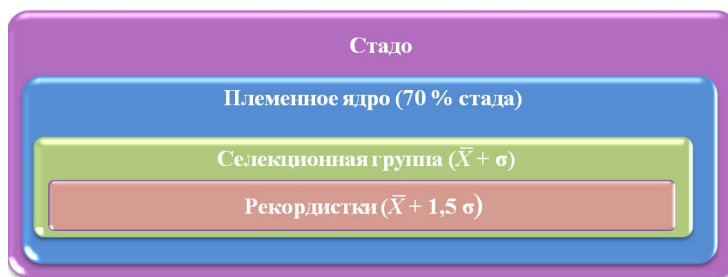 Стадо
Племенное ядро (70 % стада)
Селекционная группа (X̅ + σ)
Рекордистки (X̅ + 1,5 σ)